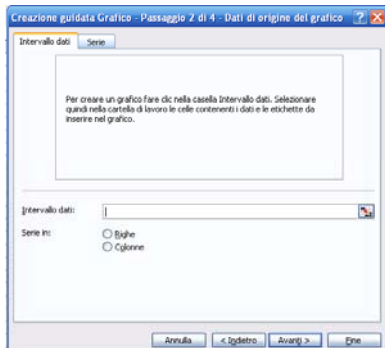 Creazione guidata Grafico - Passaggio 2 di 4 - Dati di origine del grafico
Intervallo dati Serie
Per creare un grafico fare clic nella casella Intervallo dati. Selezionare
quindi nella cartella di lavoro le celle contenenti i dati e le etichette da
inserire nel grafico.
Intervallo dati:
Serie in: Righe
Colonne
Annulla < Indietro Avanti > Fine